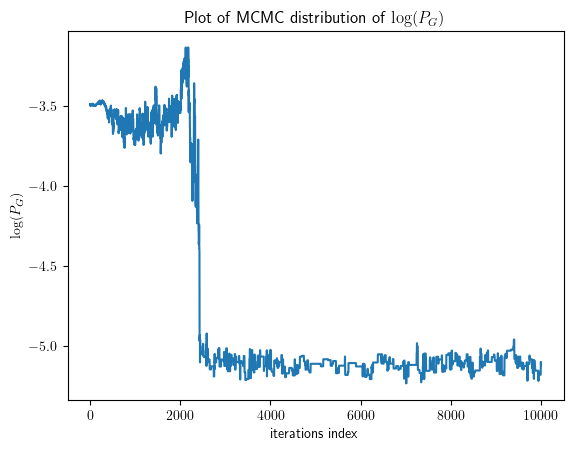 Plot of MCMC distribution of log(P_G)
log(P_G)
−3.5
−4.0
−4.5
−5.0
0 2000 4000 6000 8000 10000
iterations index